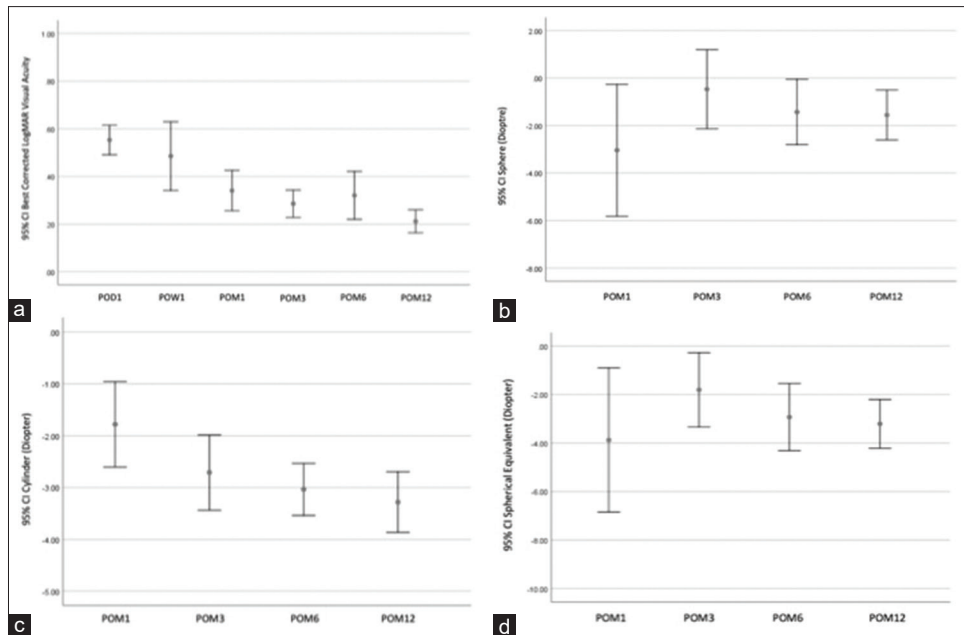 95% CI Best Corrected LogMAR Visual Acuity
1.00
.80
.60
.40
.20
.00
POD1 POW1 POM1 POM3 POM6 POM12
a
95% CI Sphere (Dioptre)
2.00
.00
-2.00
-4.00
-6.00
-8.00
POM1 POM3 POM6 POM12
b
95% CI Cylinder (Diopter)
.00
-1.00
-2.00
-3.00
-4.00
-5.00
POM1 POM3 POM6 POM12
c
95% CI Spherical Equivalent (Diopter)
.00
-2.00
-4.00
-6.00
-8.00
-10.00
POM1 POM3 POM6 POM12
d